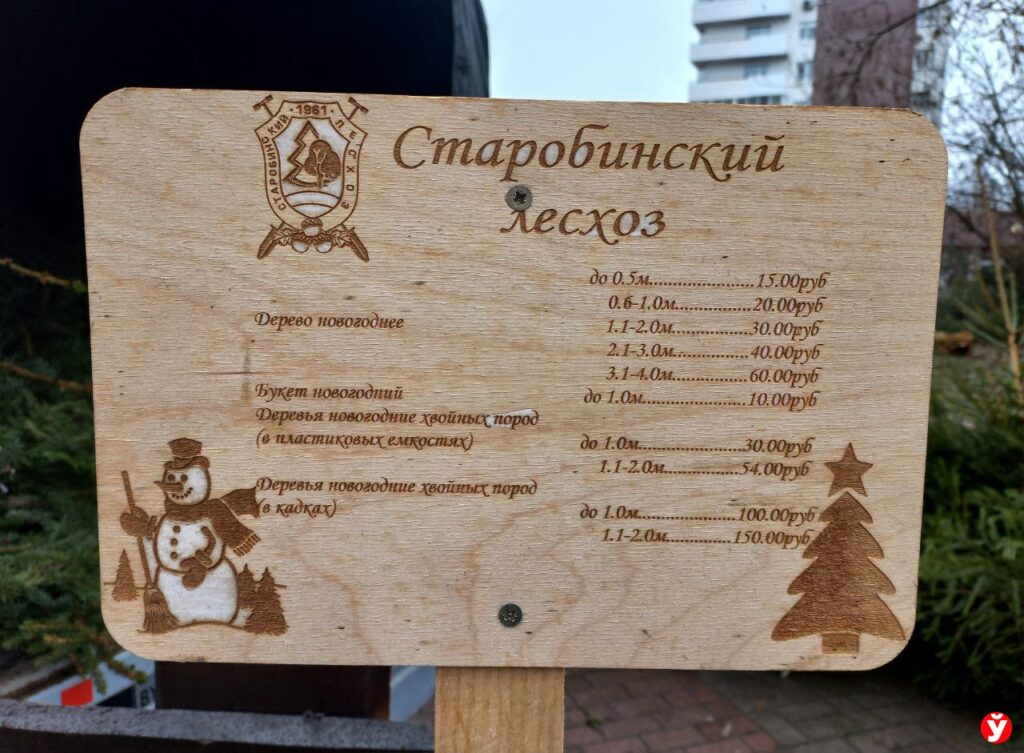 СТАРОБИНСКИЙ · 1961 · ЛЕСХОЗ
Старобинский
лесхоз
до 0.5м......................15.00руб
0.6-1.0м................20.00руб
Дерево новогоднее 1.1-2.0м................30.00руб
2.1-3.0м................40.00руб
3.1-4.0м................60.00руб
Букет новогодний до 1.0м......................10.00руб
Деревья новогодние хвойных пород
(в пластиковых емкостях) до 1.0м......................30.00руб
1.1-2.0м................54.00руб
Деревья новогодние хвойных пород
(в кадках) до 1.0м......................100.00руб
1.1-2.0м...............150.00руб
Ў